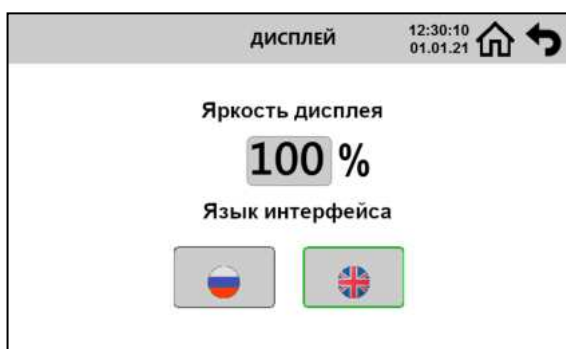 ДИСПЛЕЙ
12:30:10
01.01.21
Яркость дисплея
100 %
Язык интерфейса